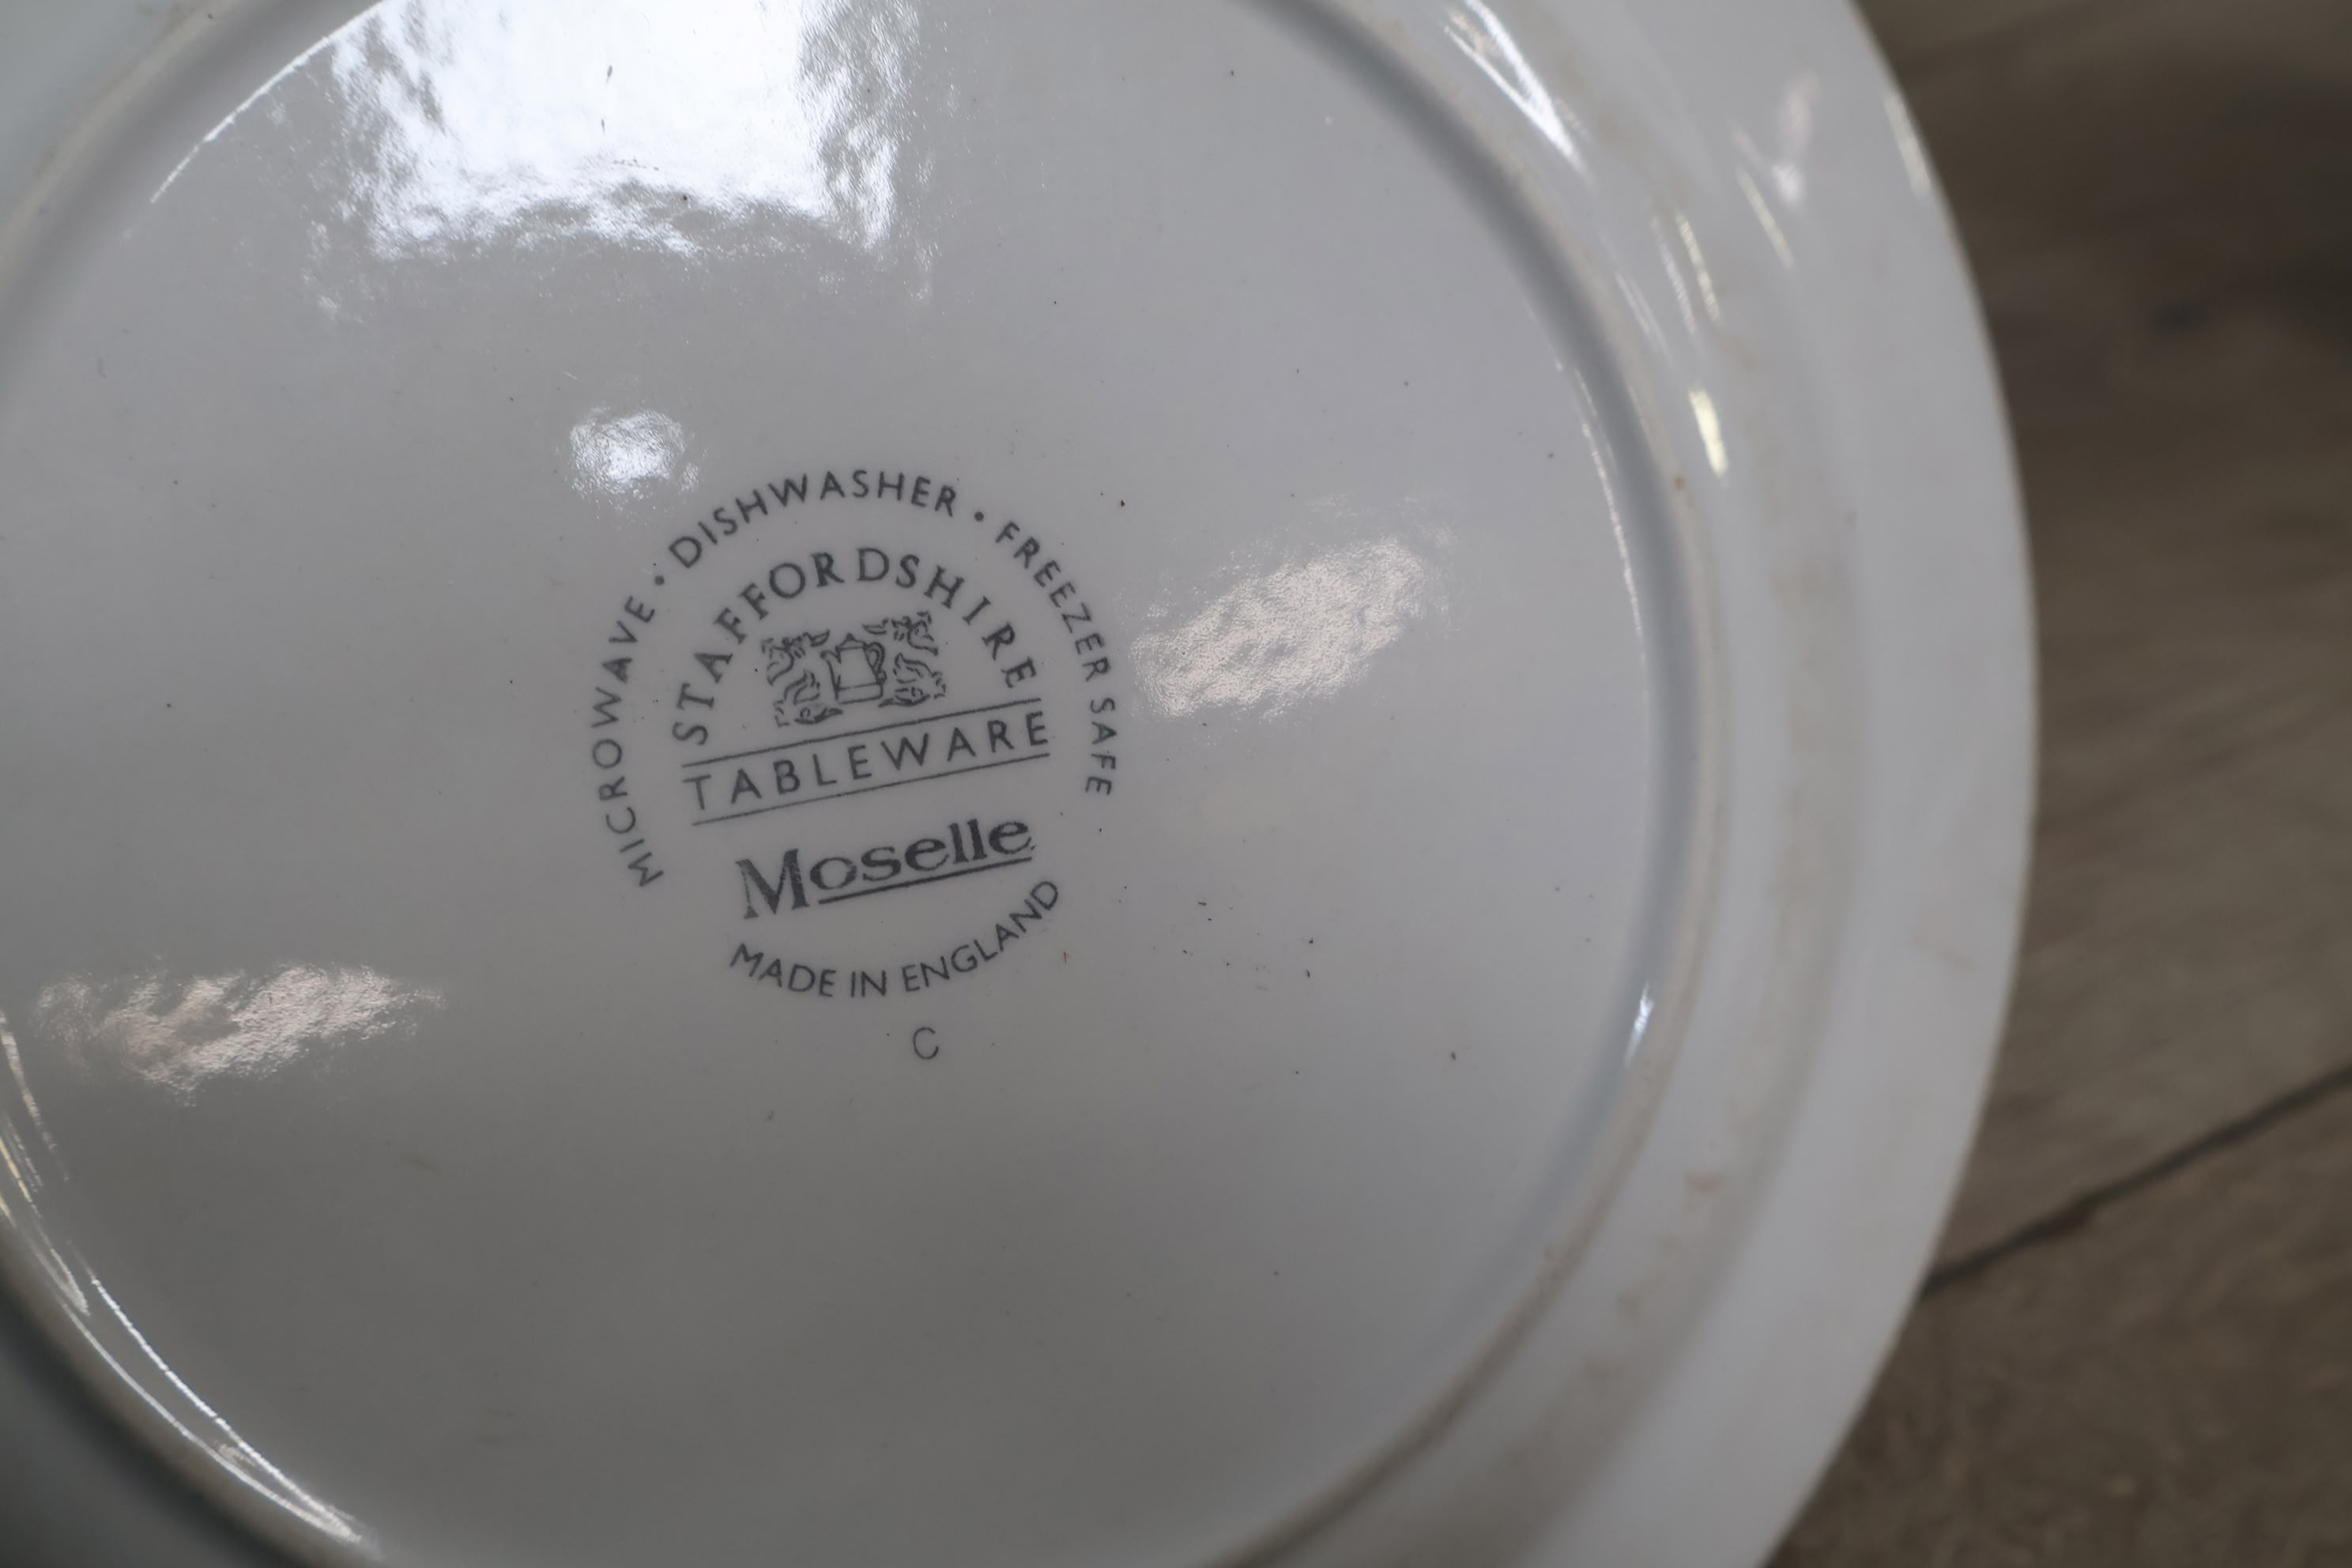 MICROWAVE • DISHWASHER • FREEZER SAFE
STAFFORDSHIRE
TABLEWARE
Moselle
MADE IN ENGLAND
C